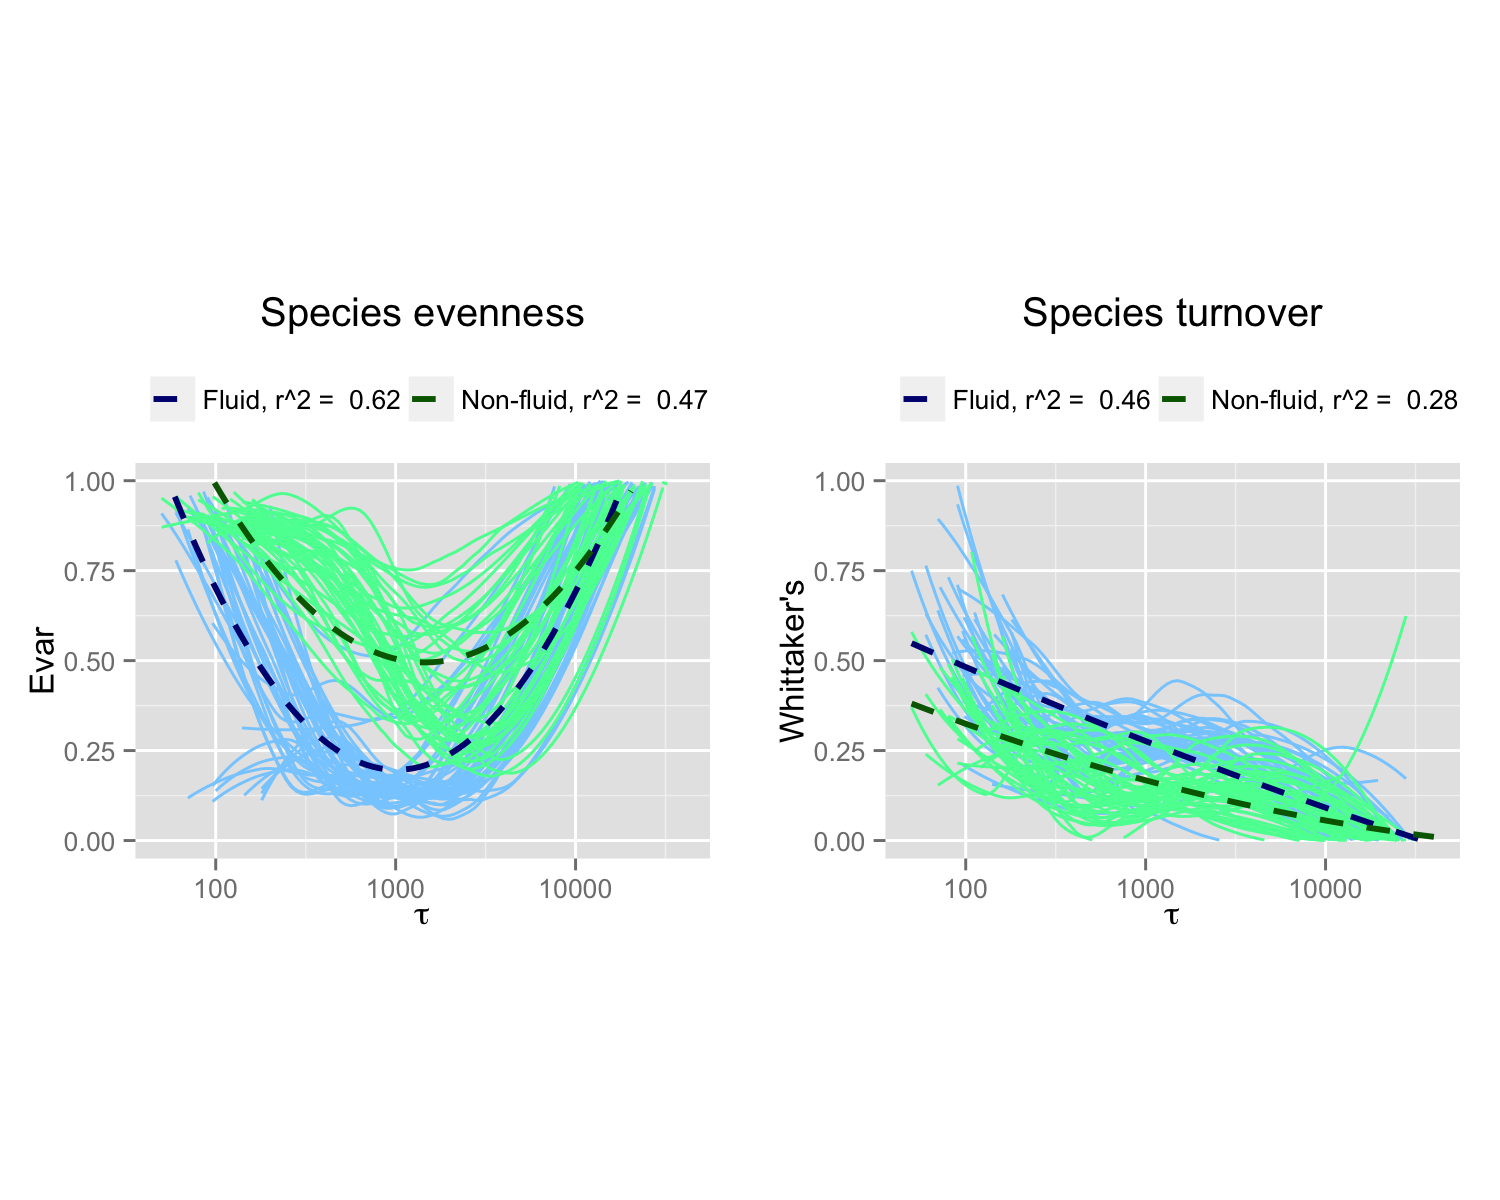 Species evenness
Fluid, r^2 =  0.62 Non-fluid, r^2 =  0.47
1.00
0.75
0.50
0.25
0.00
Evar
100 1000 10000
τ
Species turnover
Fluid, r^2 =  0.46 Non-fluid, r^2 =  0.28
1.00
0.75
0.50
0.25
0.00
Whittaker's
100 1000 10000
τ